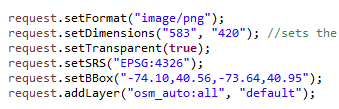 request.setFormat("image/png");
request.setDimensions("583", "420"); //sets the
request.setTransparent(true);
request.setSRS("EPSG:4326");
request.setBBox("-74.10,40.56,-73.64,40.95");
request.addLayer("osm_auto:all", "default");